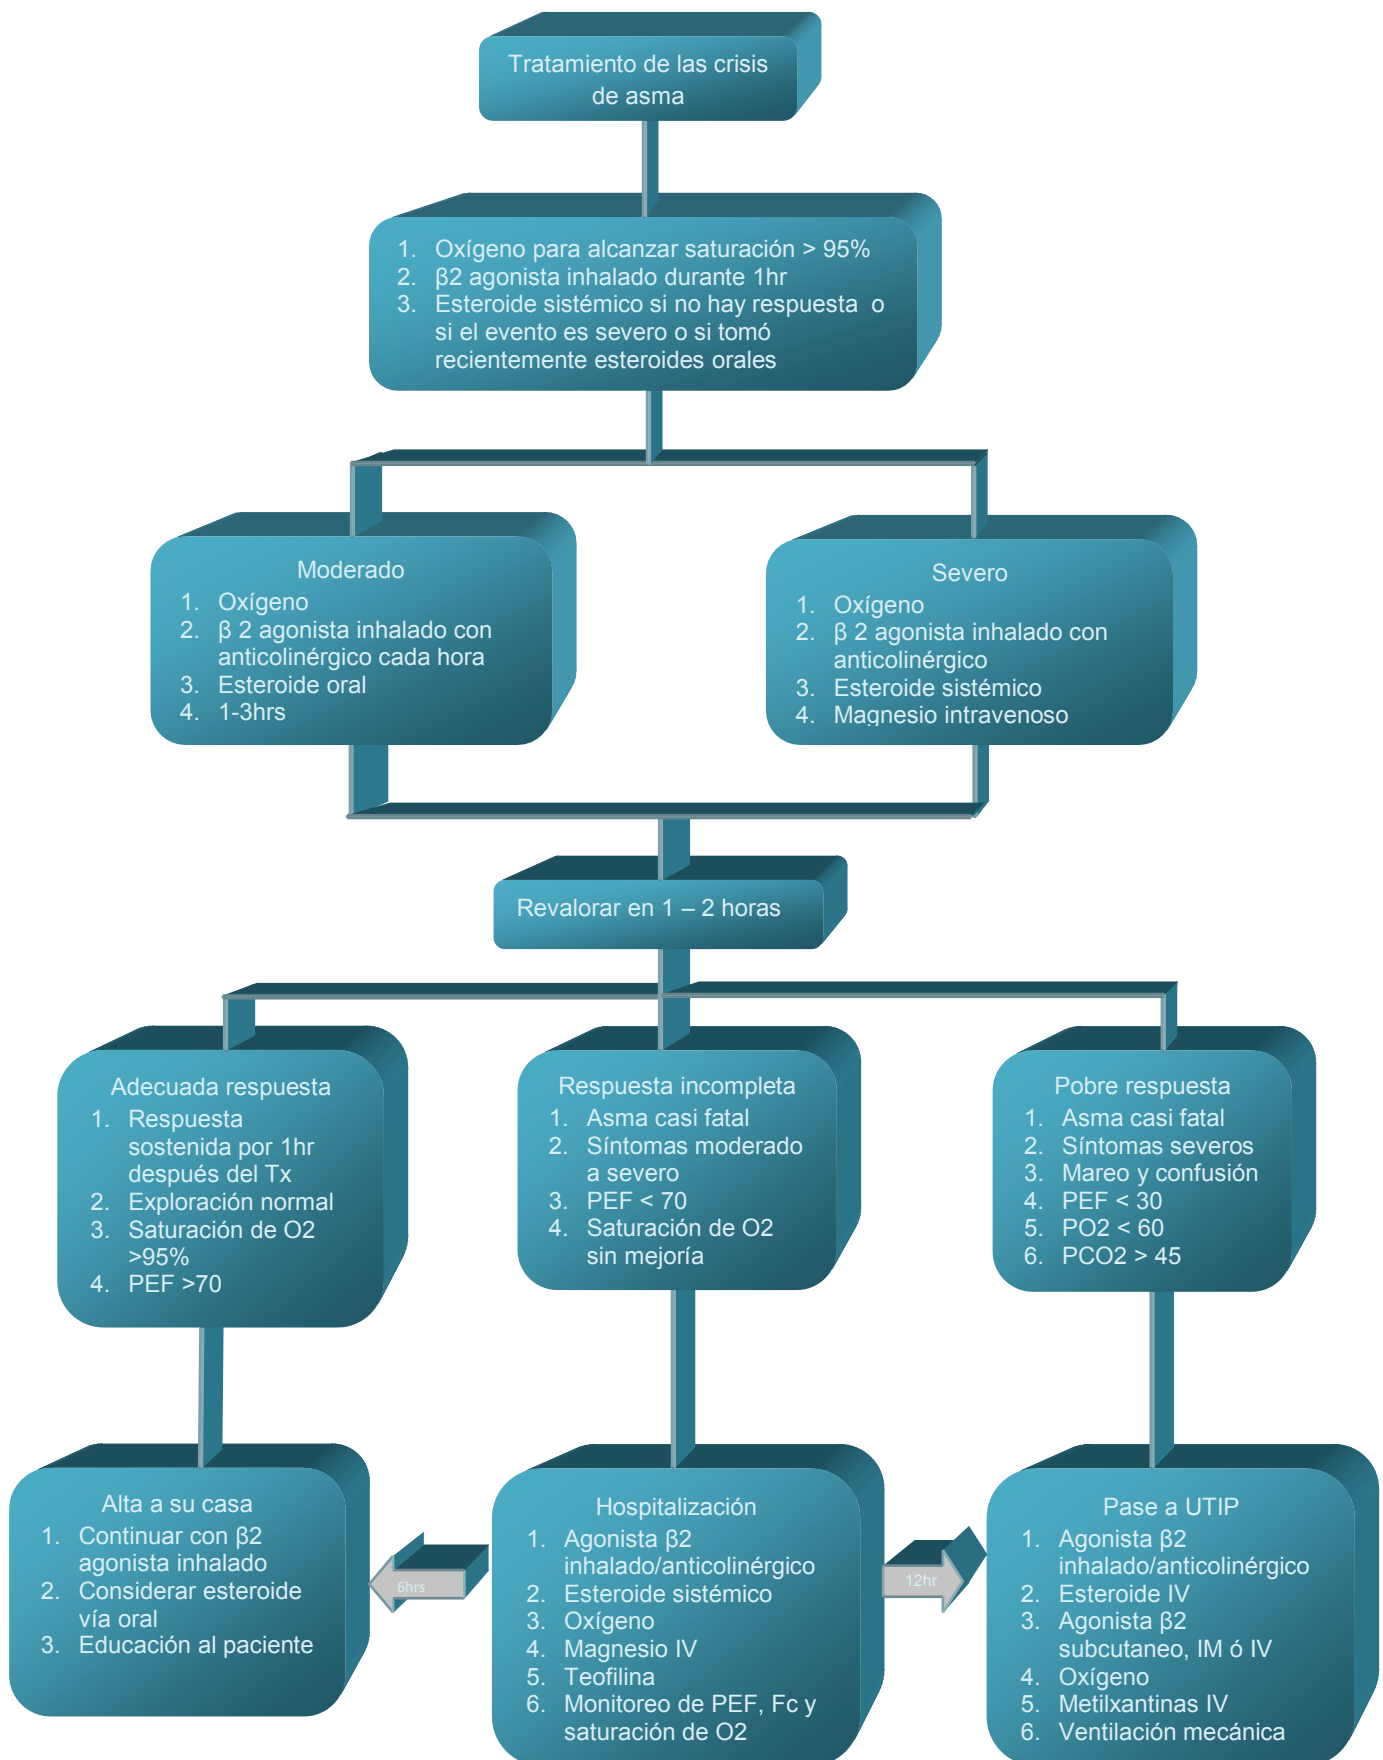 Tratamiento de las crisis
de asma
1. Oxígeno para alcanzar saturación > 95%
2. β2 agonista inhalado durante 1hr
3. Esteroide sistémico si no hay respuesta o
si el evento es severo o si tomó
recientemente esteroides orales
Moderado
1. Oxígeno
2. β 2 agonista inhalado con
anticolinérgico cada hora
3. Esteroide oral
4. 1-3hrs
Severo
1. Oxígeno
2. β 2 agonista inhalado con
anticolinérgico
3. Esteroide sistémico
4. Magnesio intravenoso
Revalorar en 1 – 2 horas
Adecuada respuesta
1. Respuesta
sostenida por 1hr
después del Tx
2. Exploración normal
3. Saturación de O2
>95%
4. PEF >70
Respuesta incompleta
1. Asma casi fatal
2. Síntomas moderado
a severo
3. PEF < 70
4. Saturación de O2
sin mejoría
Pobre respuesta
1. Asma casi fatal
2. Síntomas severos
3. Mareo y confusión
4. PEF < 30
5. PO2 < 60
6. PCO2 > 45
Alta a su casa
1. Continuar con β2
agonista inhalado
2. Considerar esteroide
vía oral
3. Educación al paciente
6hrs
Hospitalización
1. Agonista β2
inhalado/anticolinérgico
2. Esteroide sistémico
3. Oxígeno
4. Magnesio IV
5. Teofilina
6. Monitoreo de PEF, Fc y
saturación de O2
12hr
Pase a UTIP
1. Agonista β2
inhalado/anticolinérgico
2. Esteroide IV
3. Agonista β2
subcutaneo, IM ó IV
4. Oxígeno
5. Metilxantinas IV
6. Ventilación mecánica